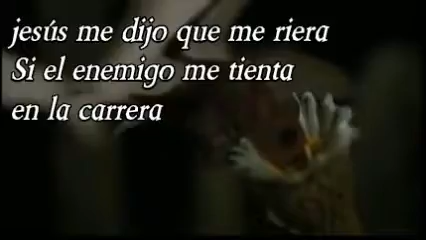 jesús me dijo que me riera
Si el enemigo me tienta
en la carrera